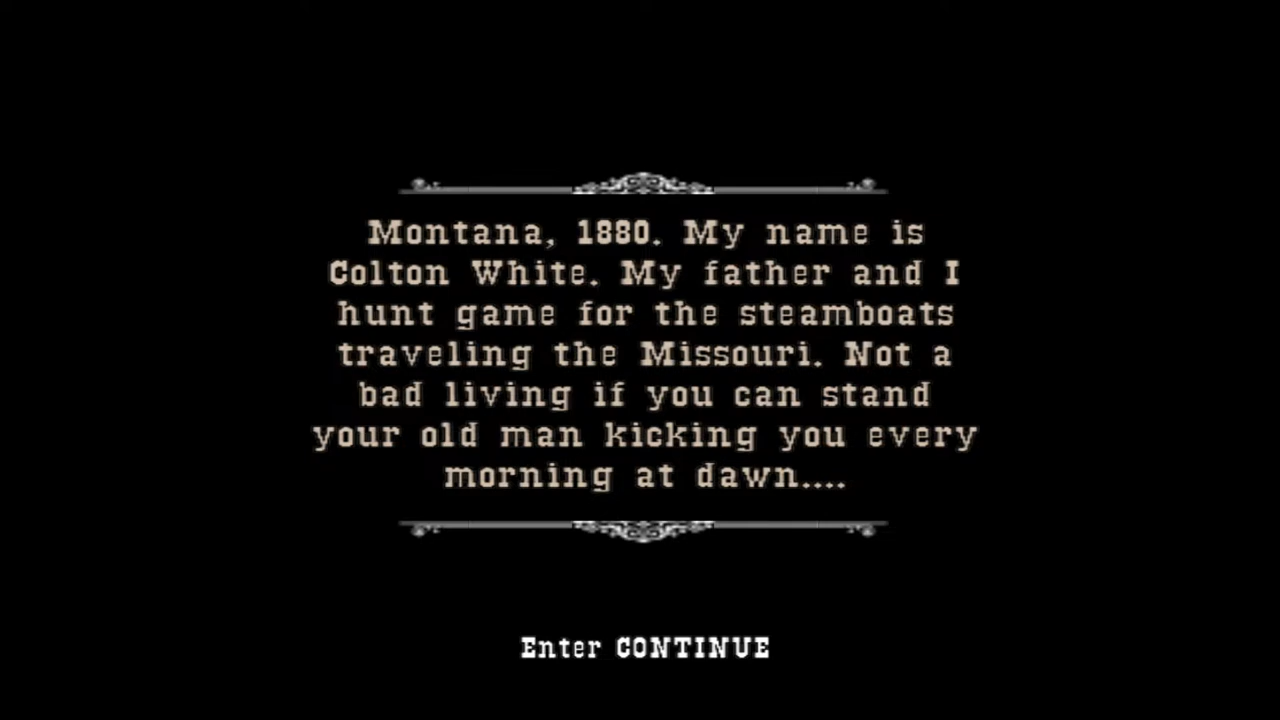 Montana, 1880. My name is
Colton White. My father and I
hunt game for the steamboats
traveling the Missouri. Not a
bad living if you can stand
your old man kicking you every
morning at dawn....
Enter CONTINUE